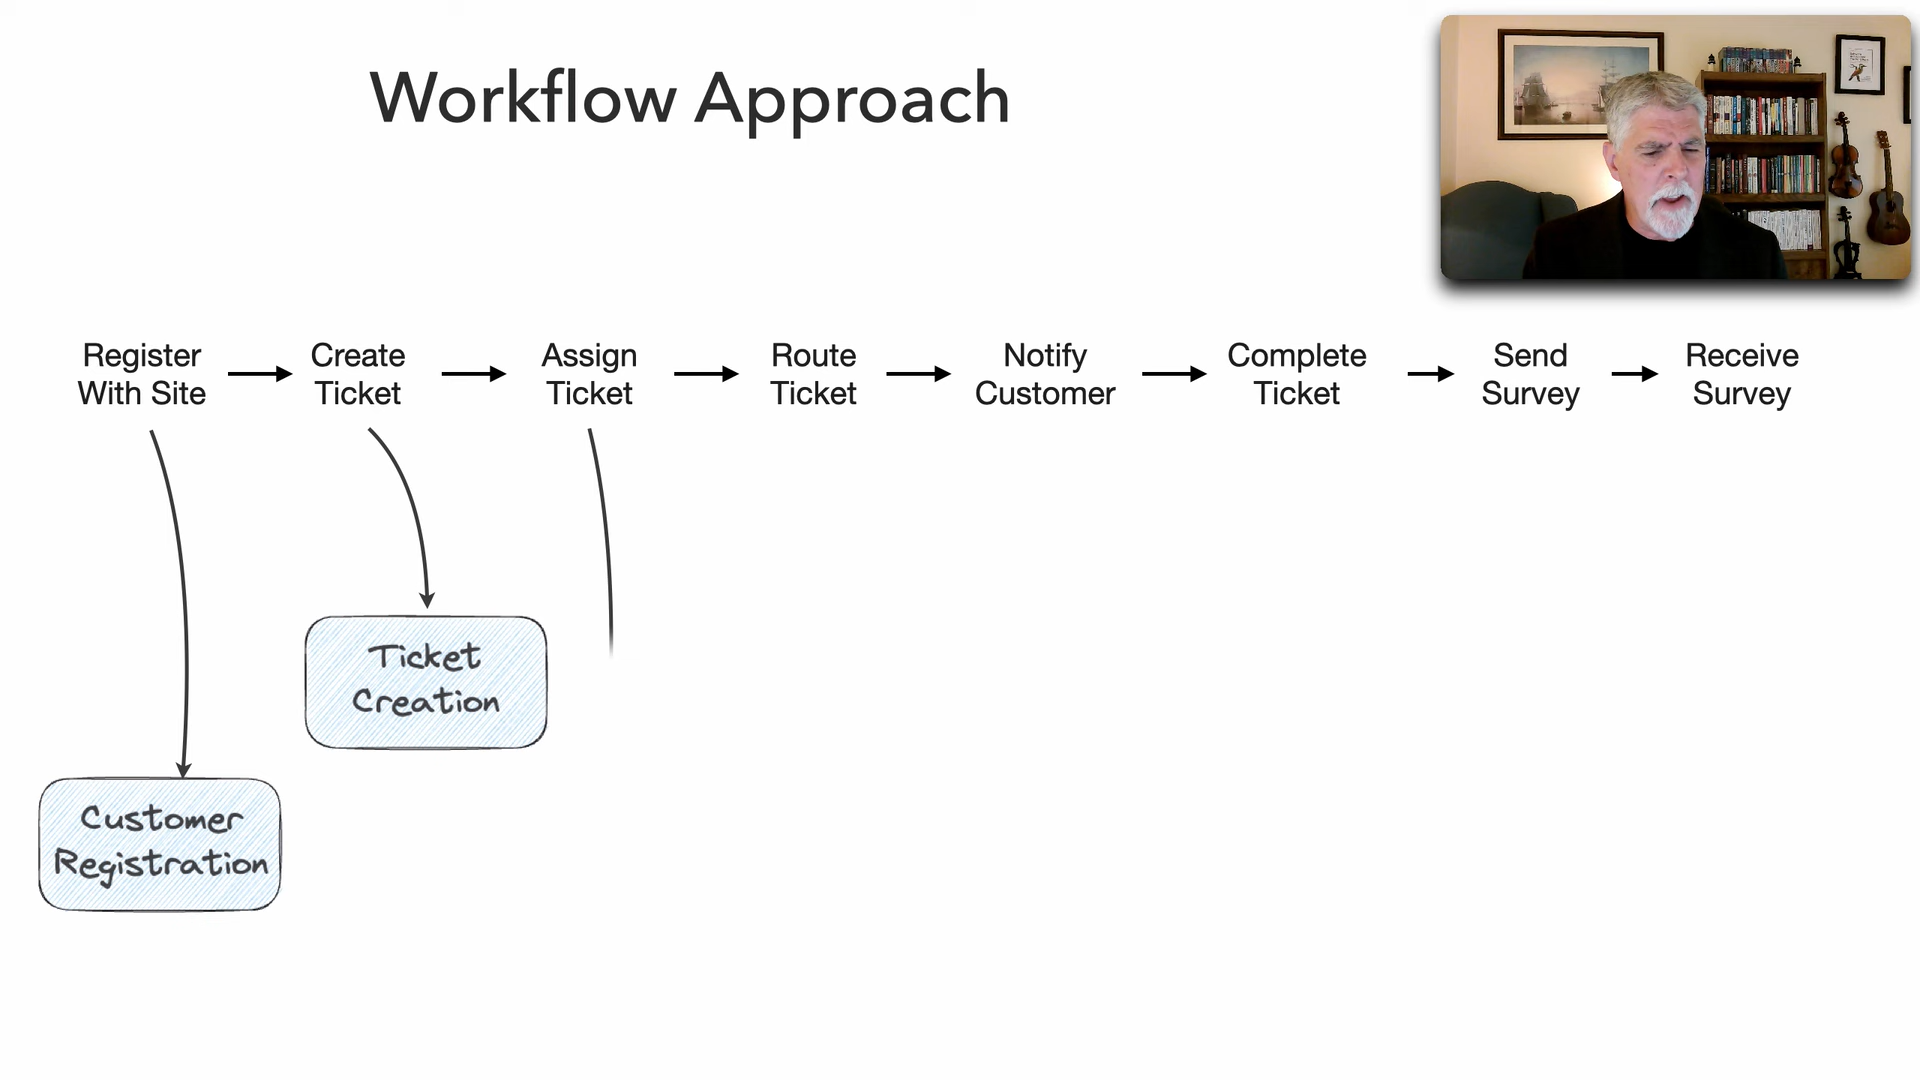 Workflow Approach
Register
With Site
Create
Ticket
Assign
Ticket
Route
Ticket
Notify
Customer
Complete
Ticket
Send
Survey
Receive
Survey
Ticket
Creation
Customer
Registration